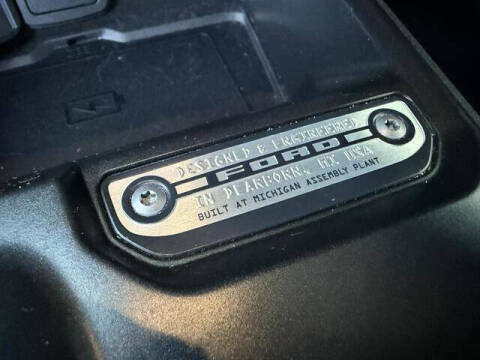 DESIGNED & ENGINEERED
FORD
IN DEARBORN, MI, USA
BUILT AT MICHIGAN ASSEMBLY PLANT